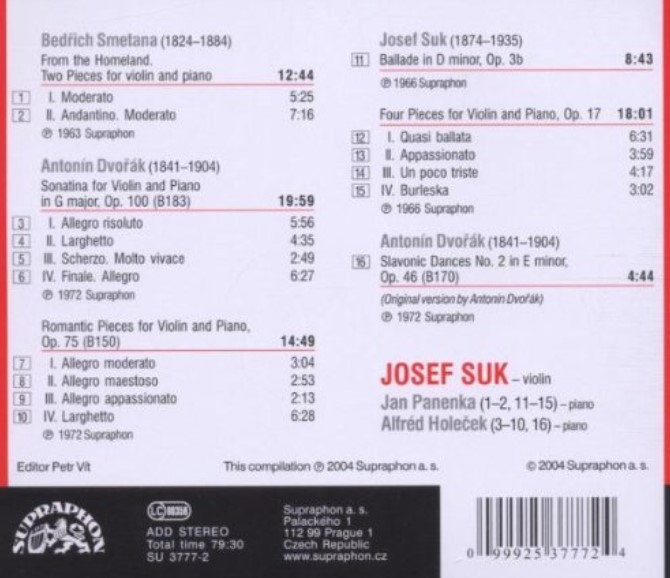 Bedřich Smetana (1824–1884)
From the Homeland.
Two Pieces for violin and piano 12:44
1 I. Moderato 5:25
2 II. Andantino. Moderato 7:16
℗ 1963 Supraphon
Antonín Dvořák (1841–1904)
Sonatina for Violin and Piano
in G major, Op. 100 (B183) 19:59
3 I. Allegro risoluto 5:56
4 II. Larghetto 4:35
5 III. Scherzo. Molto vivace 2:49
6 IV. Finale. Allegro 6:27
℗ 1972 Supraphon
Romantic Pieces for Violin and Piano,
Op. 75 (B150) 14:49
7 I. Allegro moderato 3:04
8 II. Allegro maestoso 2:53
9 III. Allegro appassionato 2:13
10 IV. Larghetto 6:28
℗ 1972 Supraphon
Josef Suk (1874–1935)
11 Ballade in D minor, Op. 3b 8:43
℗ 1966 Supraphon
Four Pieces for Violin and Piano, Op. 17 18:01
12 I. Quasi ballata 6:31
13 II. Appassionato 3:59
14 III. Un poco triste 4:17
15 IV. Burleska 3:02
℗ 1966 Supraphon
Antonín Dvořák (1841–1904)
16 Slavonic Dances No. 2 in E minor,
Op. 46 (B170) 4:44
(Original version by Antonín Dvořák)
℗ 1972 Supraphon
JOSEF SUK – violin
Jan Panenka (1–2, 11–15) – piano
Alfréd Holeček (3–10, 16) – piano
Editor Petr Vít
This compilation ℗ 2004 Supraphon a. s.
© 2004 Supraphon a. s.
SUPRAPHON
LC 00358
ADD STEREO
Total time 79:30
SU 3777-2
Supraphon a. s.
Palackého 1
112 99 Prague 1
Czech Republic
www.supraphon.cz
0 99925 37772 4